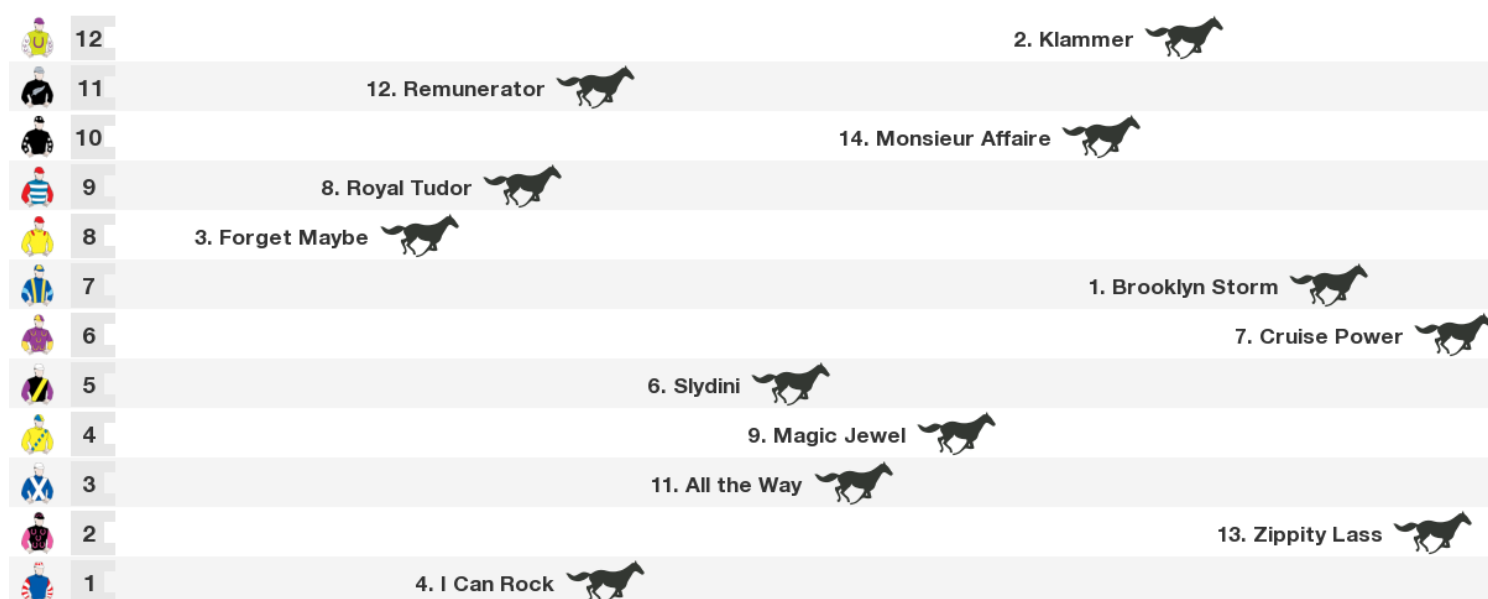 12 2. Klammer
11 12. Remunerator
10 14. Monsieur Affaire
9 8. Royal Tudor
8 3. Forget Maybe
7 1. Brooklyn Storm
6 7. Cruise Power
5 6. Slydini
4 9. Magic Jewel
3 11. All the Way
2 13. Zippity Lass
1 4. I Can Rock